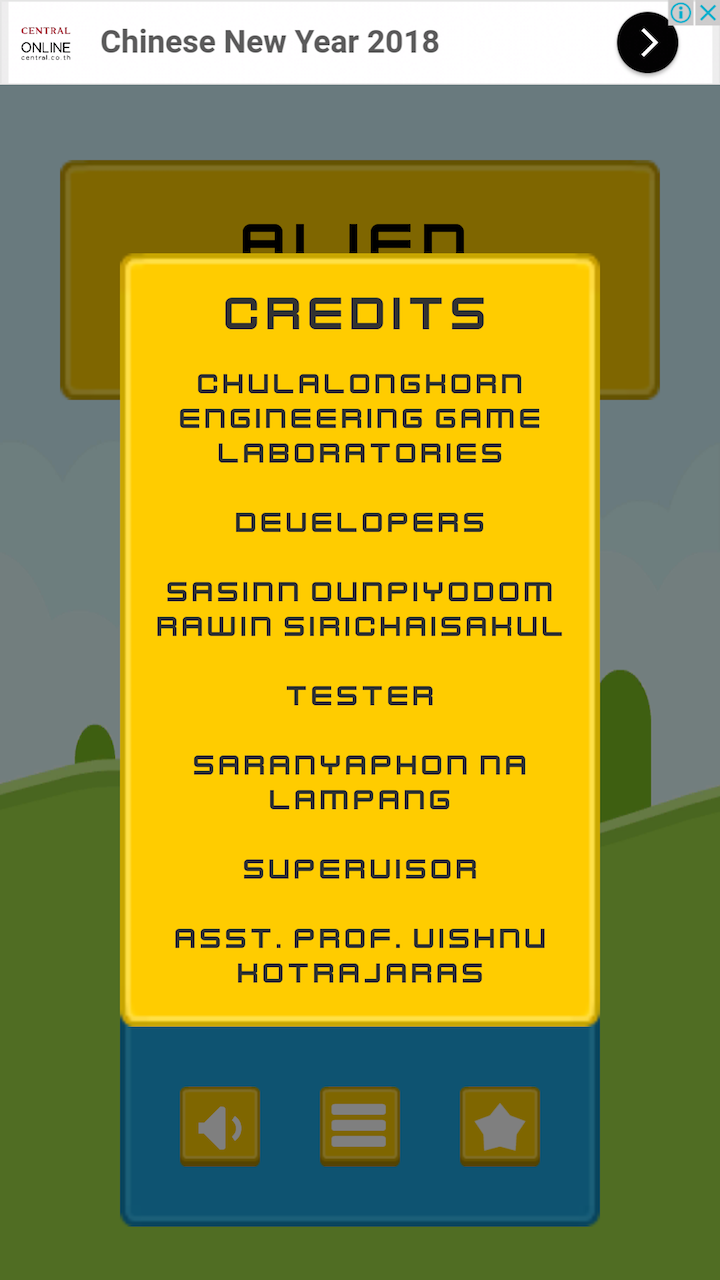 CENTRAL
ONLINE
central.co.th
Chinese New Year 2018
ALIEN
CREDITS
CHULALONGKORN
ENGINEERING GAME
LABORATORIES
DEVELOPERS
SASINN OUNPIYODOM
RAWIN SIRICHAISAKUL
TESTER
SARANYAPHON NA
LAMPANG
SUPERVISOR
ASST. PROF. VISHNU
KOTRAJARAS